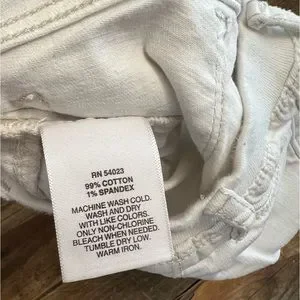 RN 54023
99% COTTON
1% SPANDEX
MACHINE WASH COLD.
WASH AND DRY
WITH LIKE COLORS.
ONLY NON-CHLORINE
BLEACH WHEN NEEDED.
TUMBLE DRY LOW.
WARM IRON.